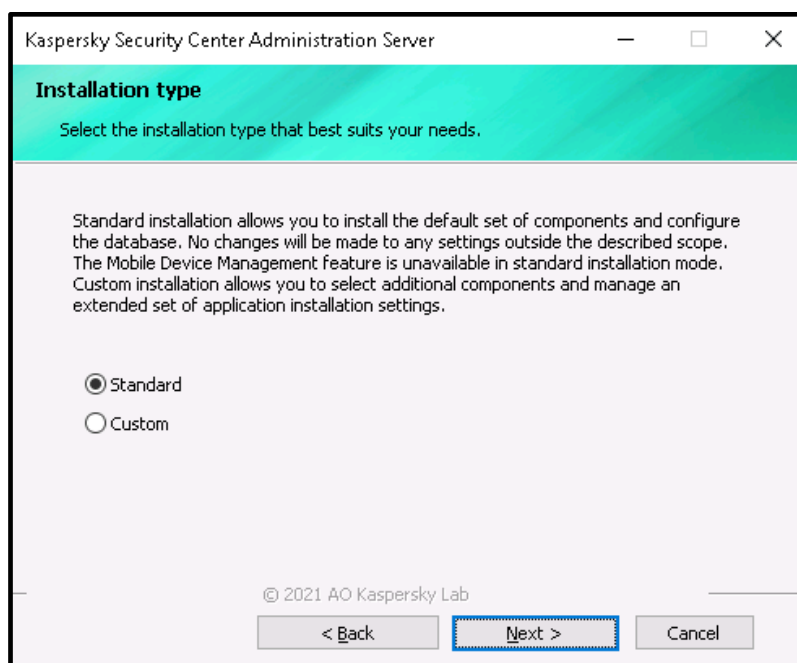 Kaspersky Security Center Administration Server
Installation type
Select the installation type that best suits your needs.
Standard installation allows you to install the default set of components and configure
the database. No changes will be made to any settings outside the described scope.
The Mobile Device Management feature is unavailable in standard installation mode.
Custom installation allows you to select additional components and manage an
extended set of application installation settings.
Standard
Custom
© 2021 AO Kaspersky Lab
< Back
Next >
Cancel